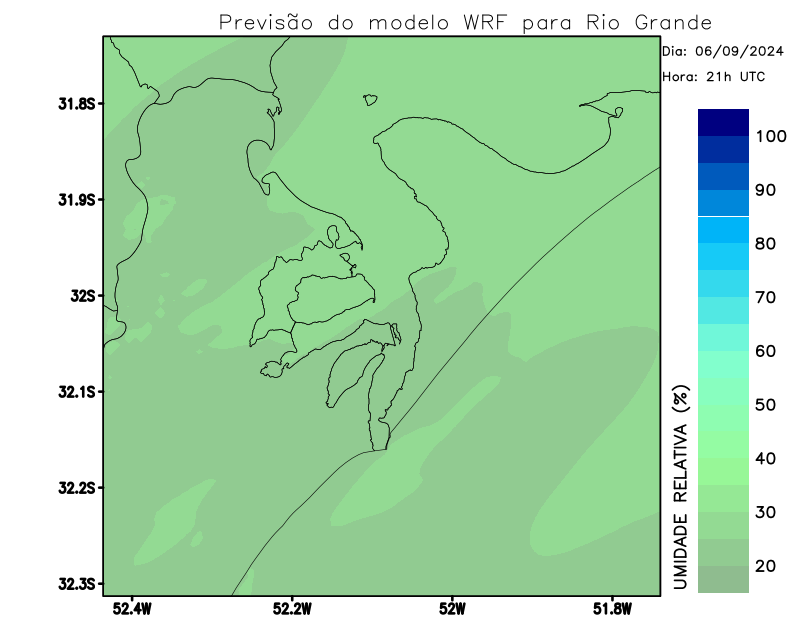 Previsão do modelo WRF para Rio Grande
Dia: 06/09/2024
Hora: 21h UTC
31.8S
31.9S
32S
32.1S
32.2S
32.3S
52.4W
52.2W
52W
51.8W
100
90
80
70
60
50
40
30
20
UMIDADE RELATIVA (%)